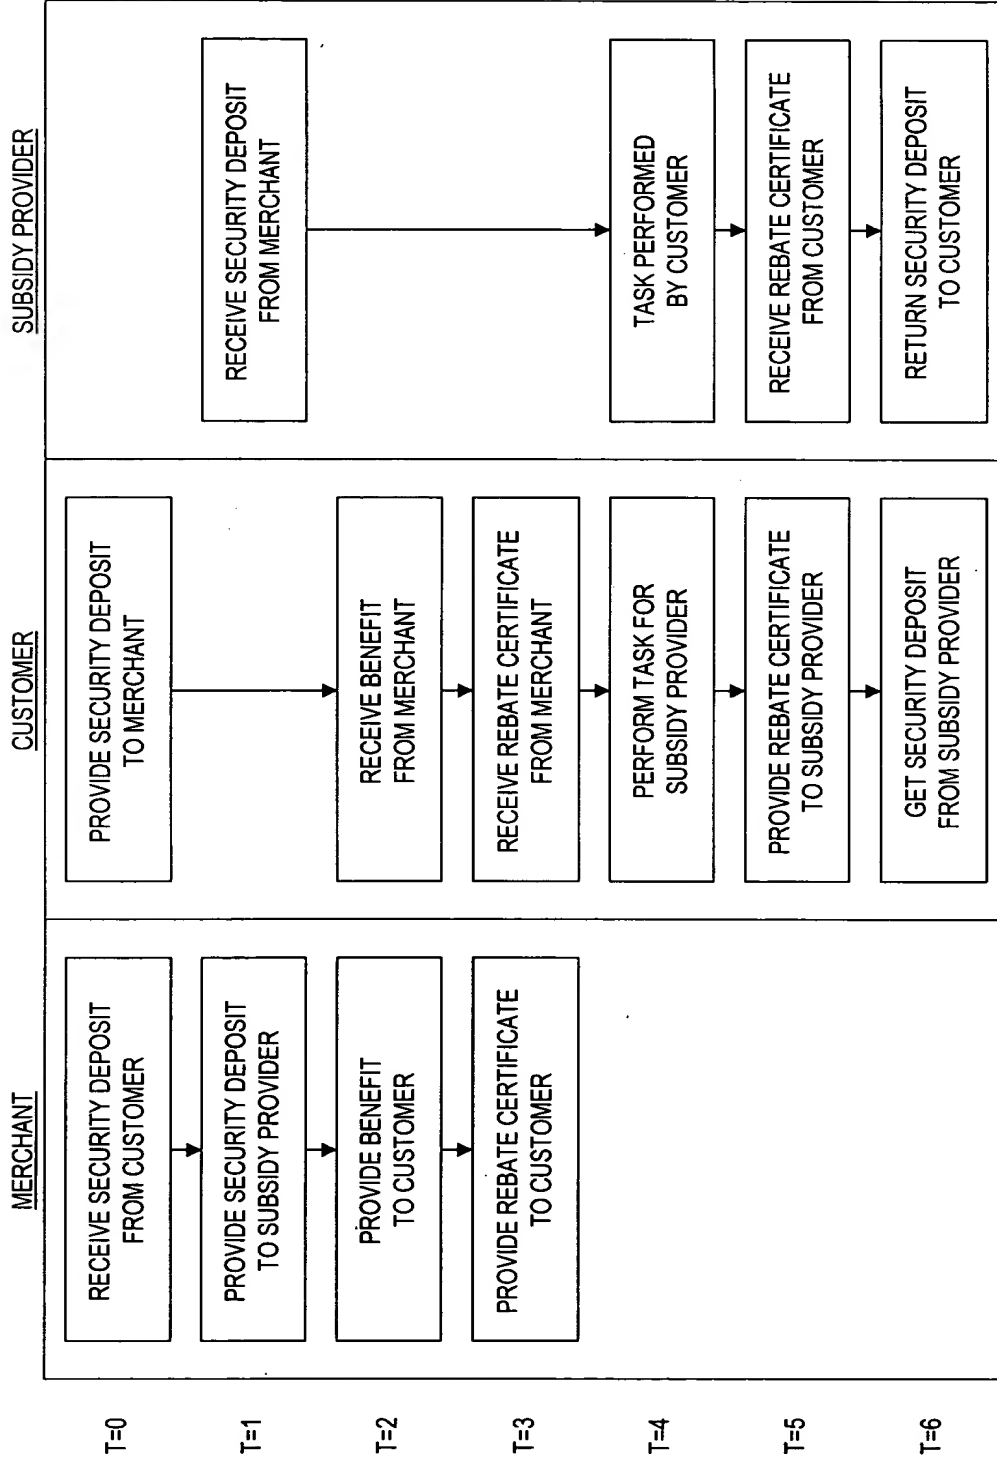 MERCHANT
CUSTOMER
SUBSIDY PROVIDER
T=0
RECEIVE SECURITY DEPOSIT
FROM CUSTOMER
PROVIDE SECURITY DEPOSIT
TO MERCHANT
T=1
PROVIDE SECURITY DEPOSIT
TO SUBSIDY PROVIDER
RECEIVE SECURITY DEPOSIT
FROM MERCHANT
T=2
PROVIDE BENEFIT
TO CUSTOMER
RECEIVE BENEFIT
FROM MERCHANT
T=3
PROVIDE REBATE CERTIFICATE
TO CUSTOMER
RECEIVE REBATE CERTIFICATE
FROM MERCHANT
T=4
PERFORM TASK FOR
SUBSIDY PROVIDER
TASK PERFORMED
BY CUSTOMER
T=5
PROVIDE REBATE CERTIFICATE
TO SUBSIDY PROVIDER
RECEIVE REBATE CERTIFICATE
FROM CUSTOMER
T=6
GET SECURITY DEPOSIT
FROM SUBSIDY PROVIDER
RETURN SECURITY DEPOSIT
TO CUSTOMER